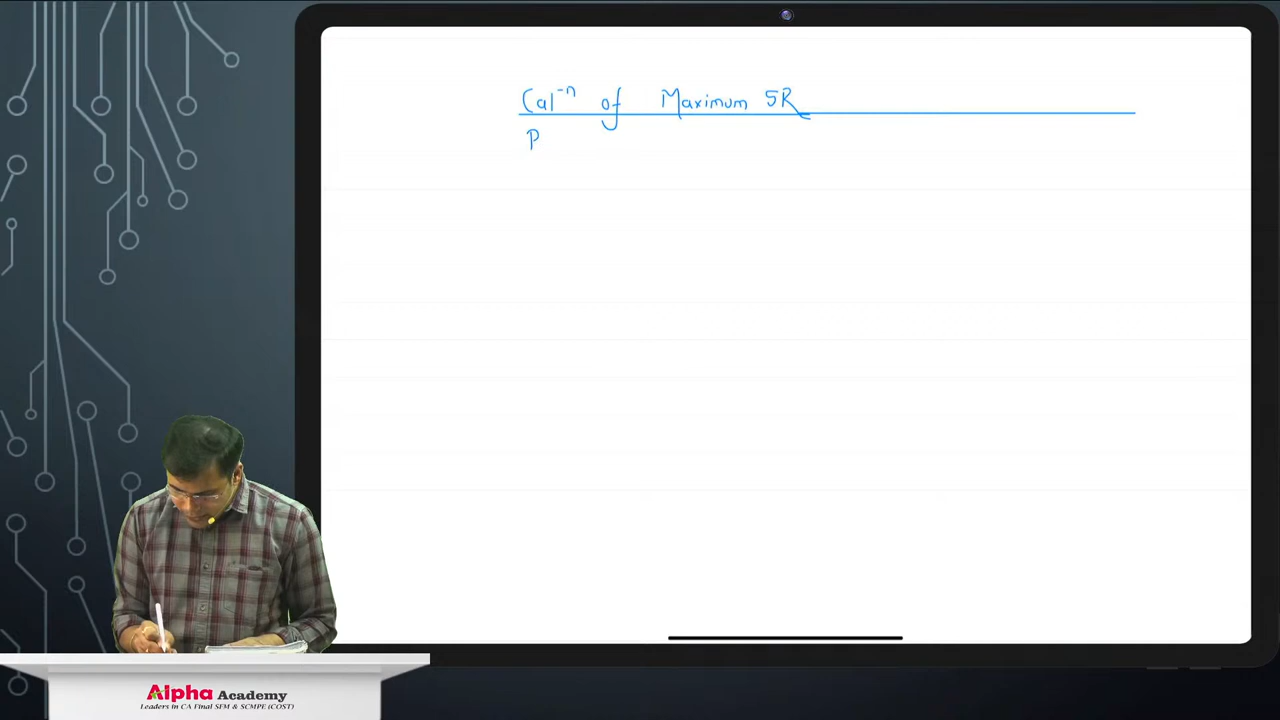 Cal⁻ⁿ of Maximum SR
P
Alpha Academy
Leaders in CA Final SFM & SCMPE (COST)